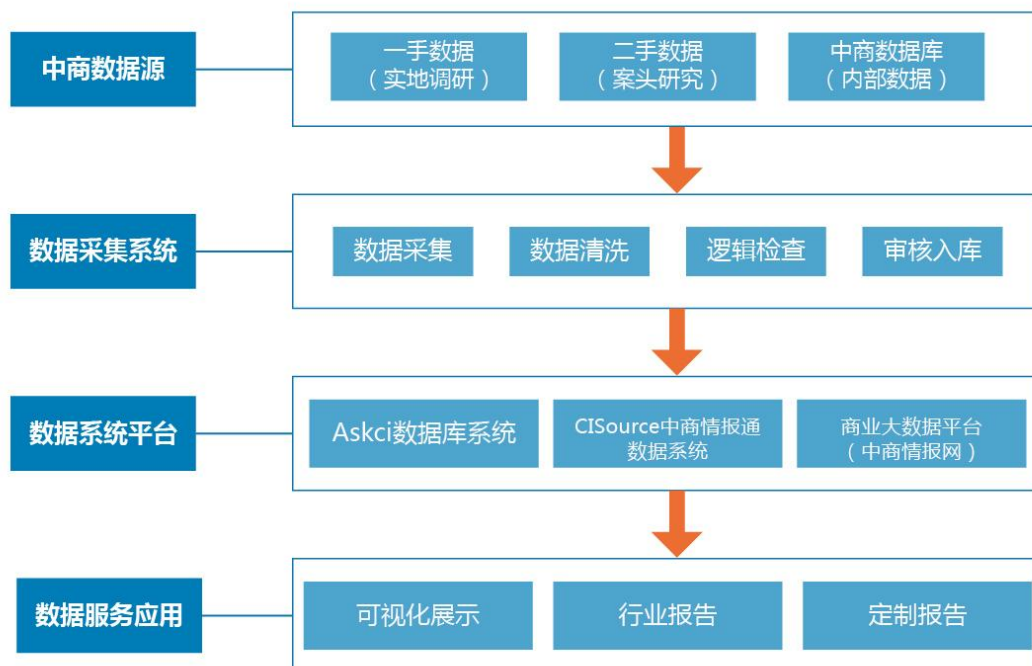 中商数据源
一手数据
（实地调研）
二手数据
（案头研究）
中商数据库
（内部数据）
数据采集系统
数据采集
数据清洗
逻辑检查
审核入库
数据系统平台
Askci数据库系统
CISource中商情报通
数据系统
商业大数据平台
（中商情报网）
数据服务应用
可视化展示
行业报告
定制报告